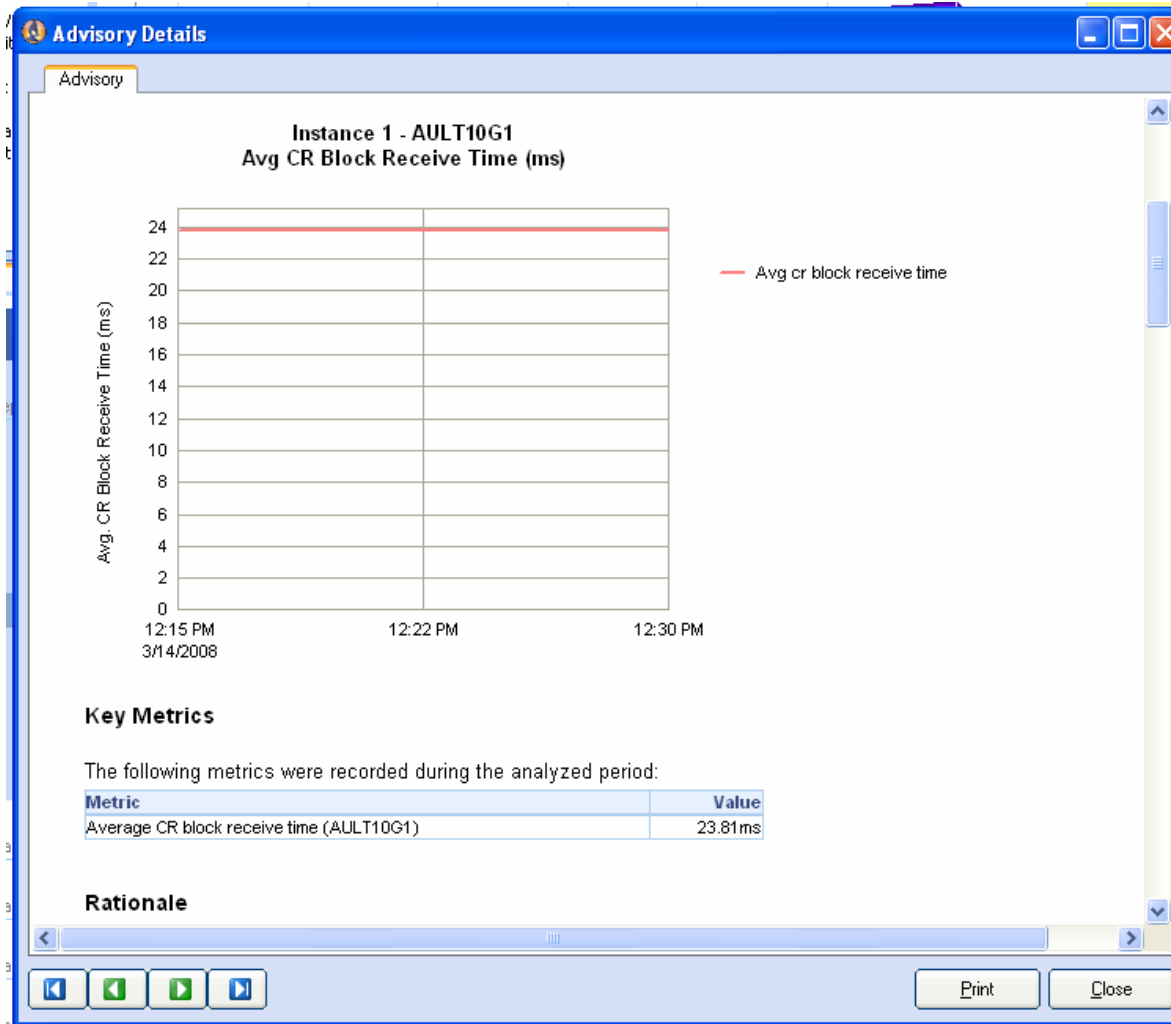 Advisory Details
Advisory
Instance 1 - AULT10G1
Avg CR Block Receive Time (ms)
Avg. CR Block Receive Time (ms)
24
22
20
18
16
14
12
10
8
6
4
2
0
12:15 PM 12:22 PM 12:30 PM
3/14/2008
Avg cr block receive time
Key Metrics
The following metrics were recorded during the analyzed period:
Metric Value
Average CR block receive time (AULT10G1) 23.81ms
Rationale
Print Close